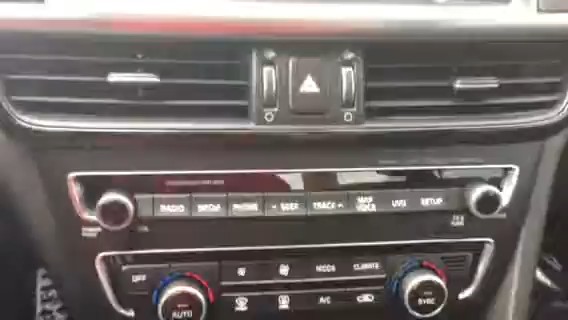 RADIO MEDIA PHONE < SEEK TRACK > MAP VOICE UVO SETUP
OFF MODE CLIMATE
AUTO A/C SYNC